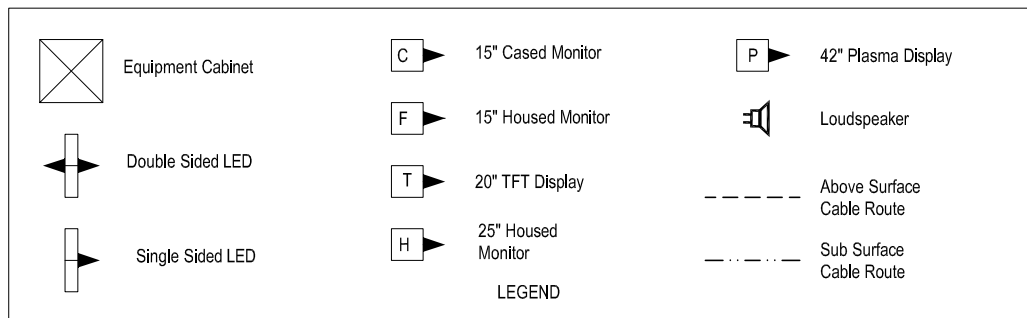 Equipment Cabinet
Double Sided LED
Single Sided LED
C
15" Cased Monitor
F
15" Housed Monitor
T
20" TFT Display
H
25" Housed
Monitor
P
42" Plasma Display
Loudspeaker
Above Surface
Cable Route
Sub Surface
Cable Route
LEGEND